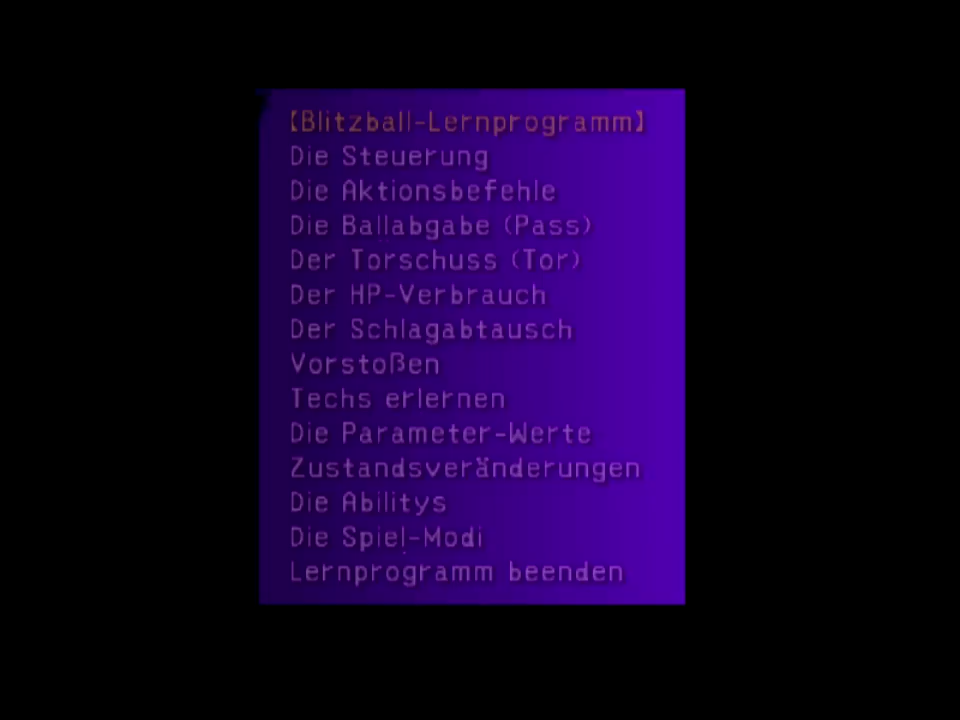 【Blitzball-Lernprogramm】
Die Steuerung
Die Aktionsbefehle
Die Ballabgabe (Pass)
Der Torschuss (Tor)
Der HP-Verbrauch
Der Schlagabtausch
Vorstoßen
Techs erlernen
Die Parameter-Werte
Zustandsveränderungen
Die Abilitys
Die Spiel-Modi
Lernprogramm beenden